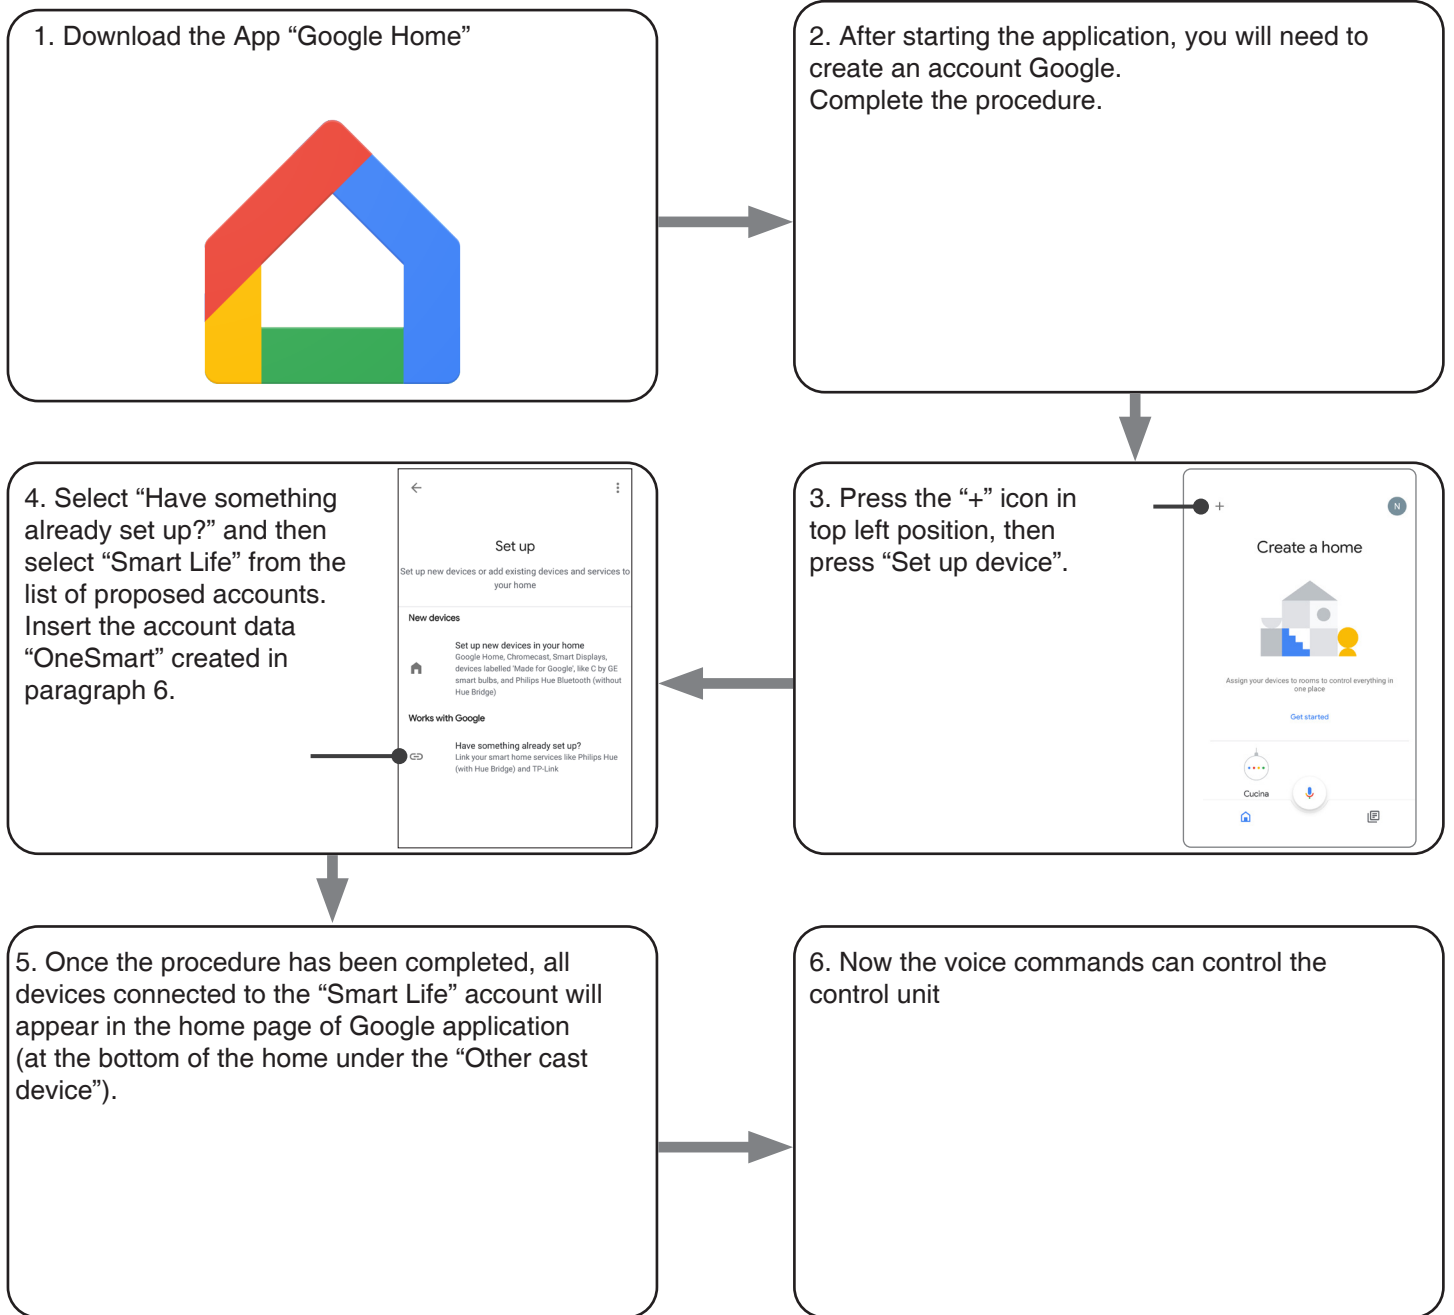 1. Download the App “Google Home”
2. After starting the application, you will need to
create an account Google.
Complete the procedure.
3. Press the “+” icon in
top left position, then
press “Set up device”.
+
N
Create a home
Assign your devices to rooms to control everything in
one place
Get started
Cucina
4. Select “Have something
already set up?” and then
select “Smart Life” from the
list of proposed accounts.
Insert the account data
“OneSmart” created in
paragraph 6.
Set up
Set up new devices or add existing devices and services to
your home
New devices
Set up new devices in your home
Google Home, Chromecast, Smart Displays,
devices labelled 'Made for Google', like C by GE
smart bulbs, and Philips Hue Bluetooth (without
Hue Bridge)
Works with Google
Have something already set up?
Link your smart home services like Philips Hue
(with Hue Bridge) and TP-Link
5. Once the procedure has been completed, all
devices connected to the “Smart Life” account will
appear in the home page of Google application
(at the bottom of the home under the “Other cast
device”).
6. Now the voice commands can control the
control unit